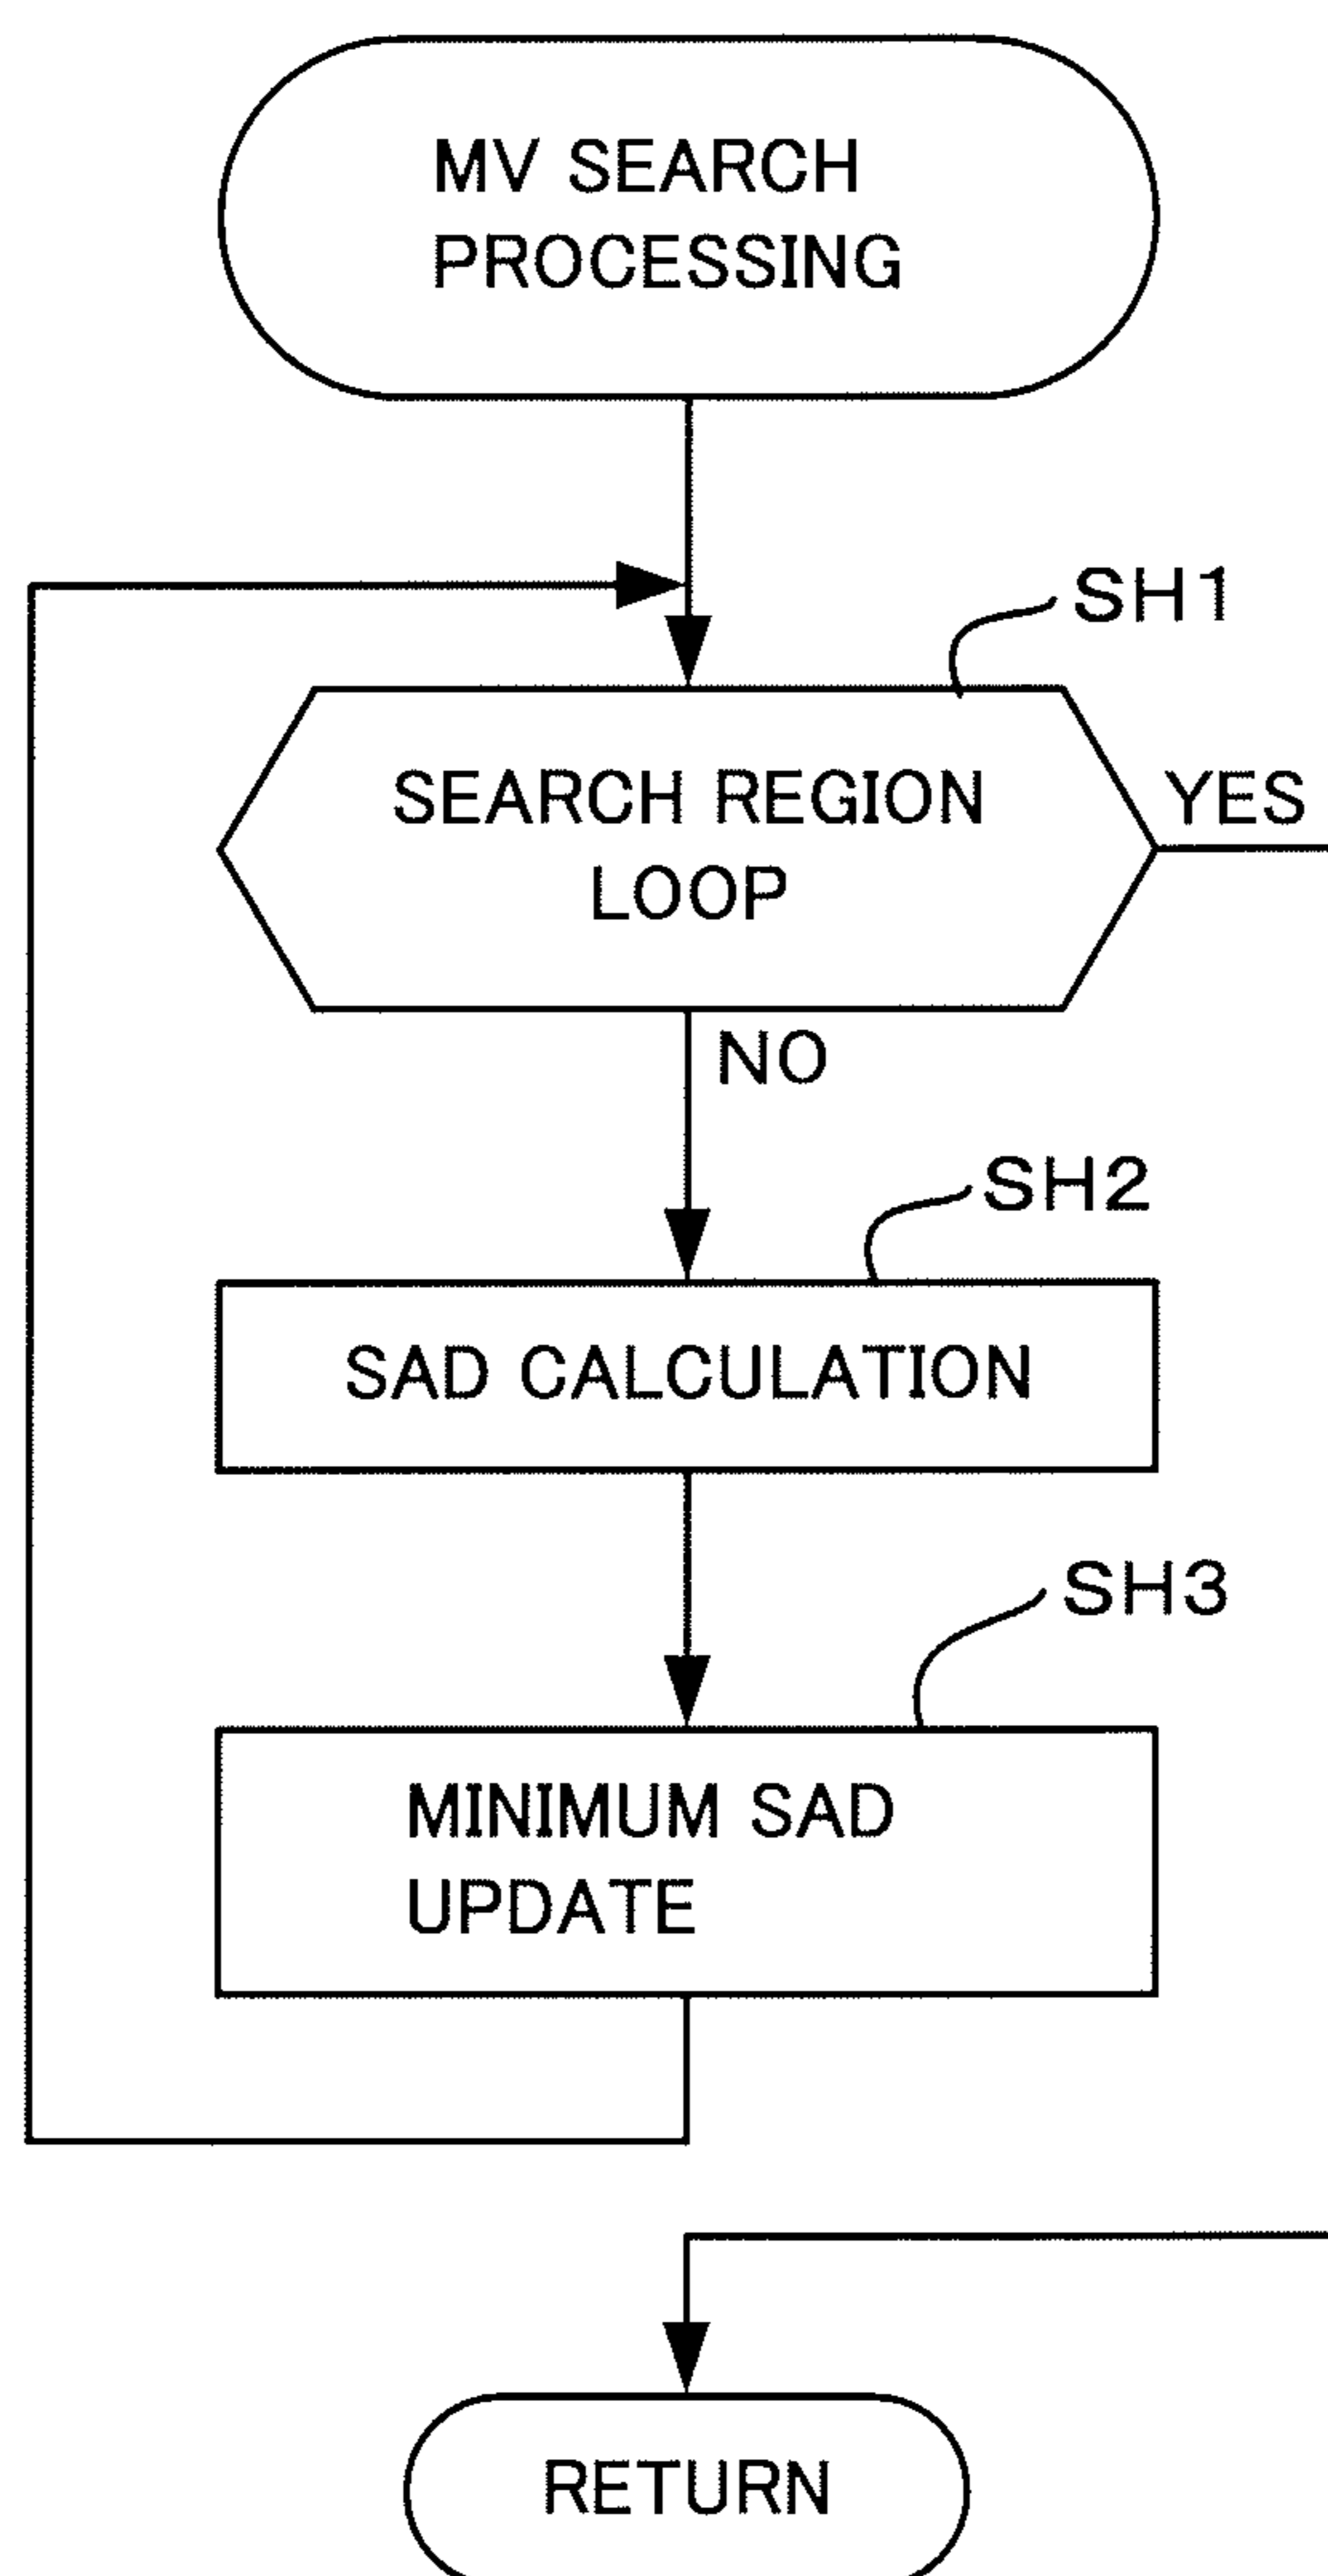 MV SEARCH
PROCESSING
SH1
SEARCH REGION
LOOP
YES
NO
SH2
SAD CALCULATION
SH3
MINIMUM SAD
UPDATE
RETURN